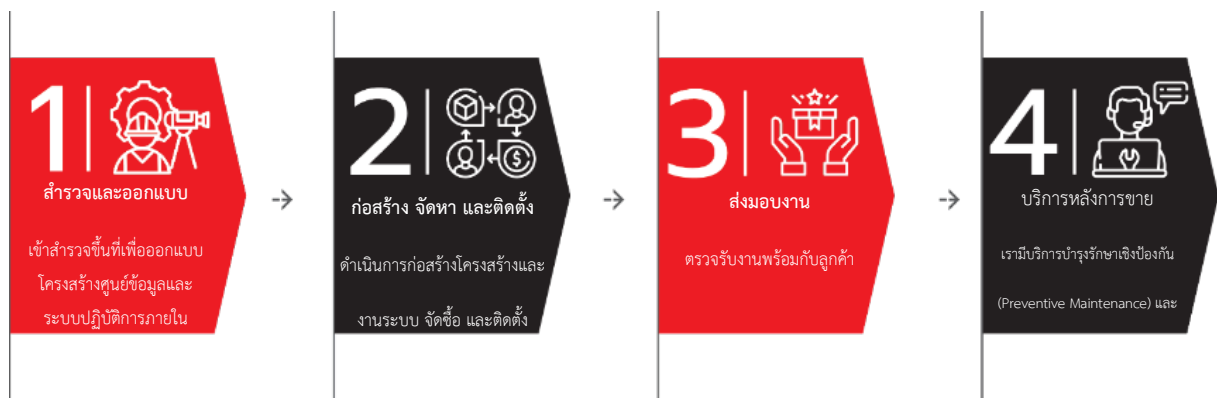 1
สำรวจและออกแบบ
เข้าสำรวจขึ้นที่เพื่อออกแบบ
โครงสร้างศูนย์ข้อมูลและ
ระบบปฏิบัติการภายใน
2
ก่อสร้าง จัดหา และติดตั้ง
ดำเนินการก่อสร้างโครงสร้างและ
งานระบบ จัดซื้อ และติดตั้ง
3
ส่งมอบงาน
ตรวจรับงานพร้อมกับลูกค้า
4
บริการหลังการขาย
เรามีบริการบำรุงรักษาเชิงป้องกัน
(Preventive Maintenance) และ